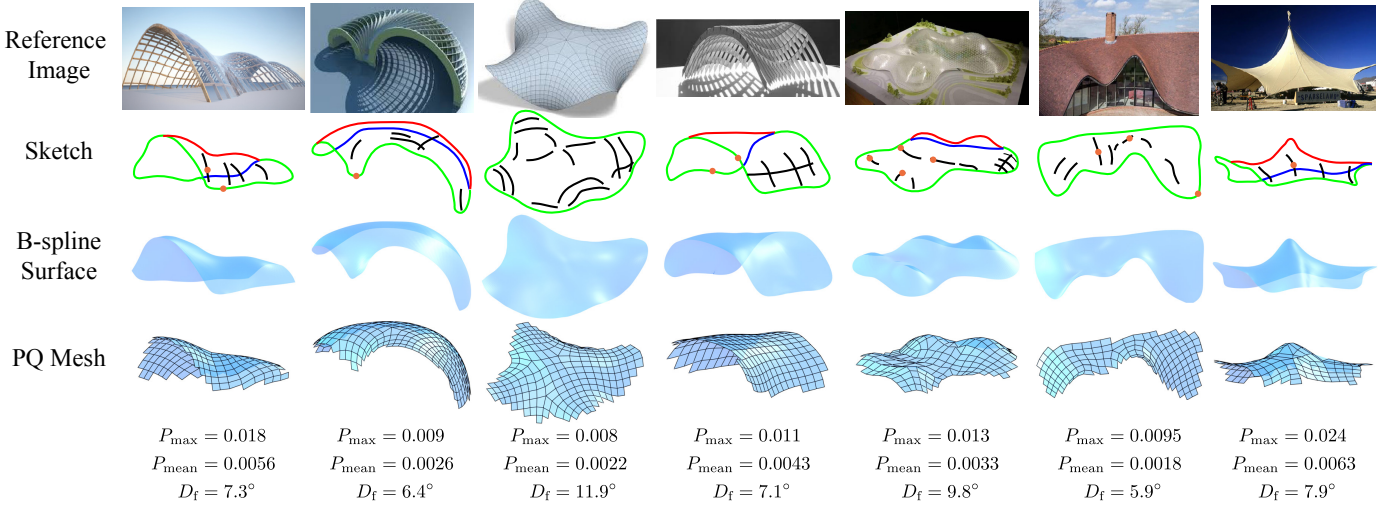 Reference
Image
Sketch
B-spline
Surface
PQ Mesh
P_max = 0.018 P_max = 0.009 P_max = 0.008 P_max = 0.011 P_max = 0.013 P_max = 0.0095 P_max = 0.024
P_mean = 0.0056 P_mean = 0.0026 P_mean = 0.0022 P_mean = 0.0043 P_mean = 0.0033 P_mean = 0.0018 P_mean = 0.0063
D_f = 7.3° D_f = 6.4° D_f = 11.9° D_f = 7.1° D_f = 9.8° D_f = 5.9° D_f = 7.9°